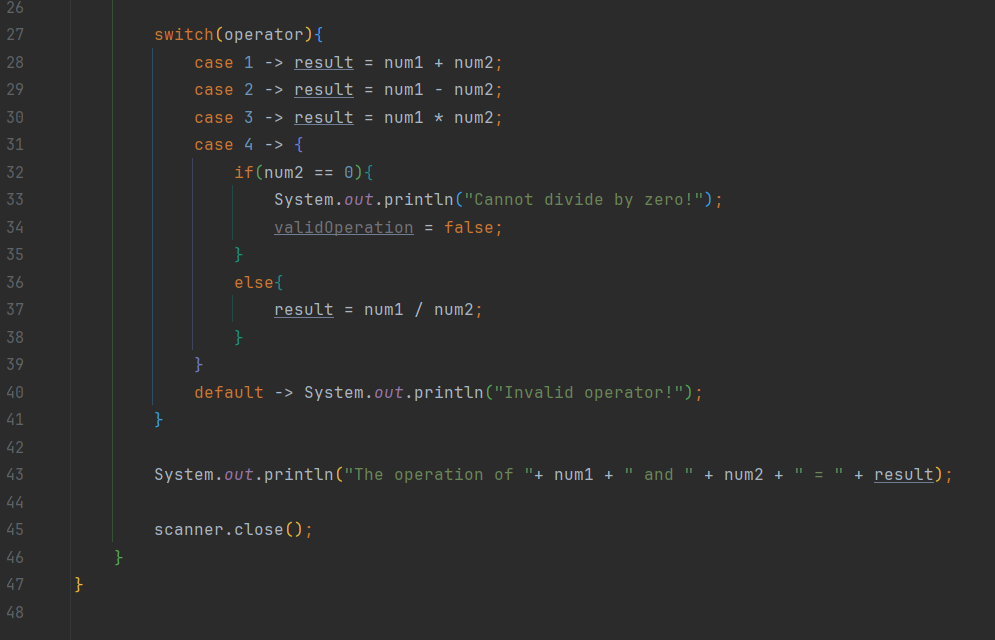 26
27 switch(operator){
28 case 1 -> result = num1 + num2;
29 case 2 -> result = num1 - num2;
30 case 3 -> result = num1 * num2;
31 case 4 -> {
32 if(num2 == 0){
33 System.out.println("Cannot divide by zero!");
34 validOperation = false;
35 }
36 else{
37 result = num1 / num2;
38 }
39 }
40 default -> System.out.println("Invalid operator!");
41 }
42
43 System.out.println("The operation of "+ num1 + " and " + num2 + " = " + result);
44
45 scanner.close();
46 }
47 }
48